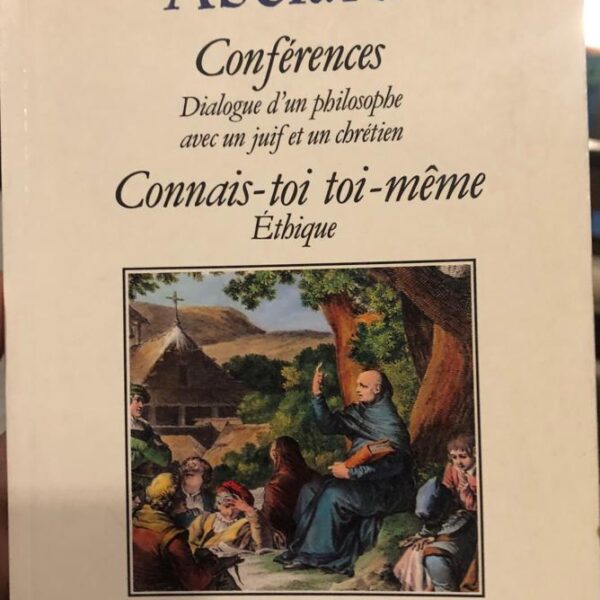 Conférences
Dialogue d'un philosophe
avec un juif et un chrétien
Connais-toi toi-même
Éthique